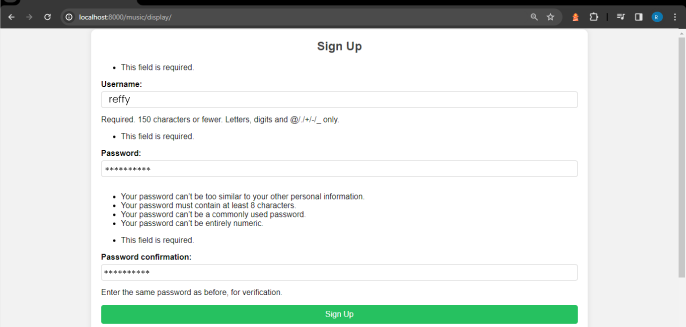 localhost:8000/music/display/
R
Sign Up
• This field is required.
Username:
reffy
Required. 150 characters or fewer. Letters, digits and @/./+/-/_ only.
• This field is required.
Password:
**********
• Your password can't be too similar to your other personal information.
• Your password must contain at least 8 characters.
• Your password can't be a commonly used password.
• Your password can't be entirely numeric.
• This field is required.
Password confirmation:
**********
Enter the same password as before, for verification.
Sign Up